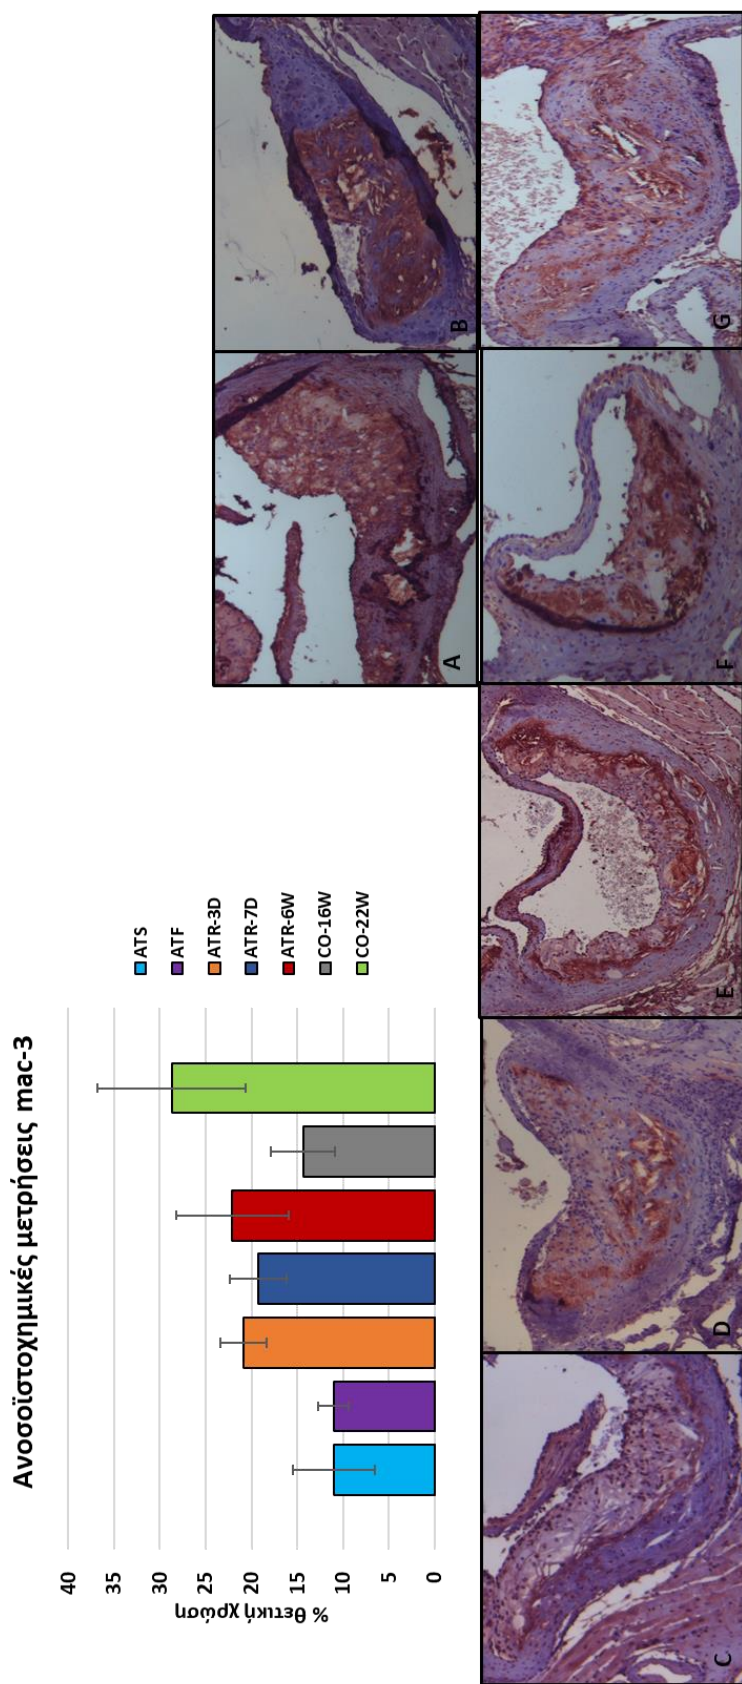 Ανοσοϊστοχημικές μετρήσεις mac-3
% θετική χρώση
40
35
30
25
20
15
10
5
0
ATS
ATF
ATR-3D
ATR-7D
ATR-6W
CO-16W
CO-22W
A
B
C
D
E
F
G